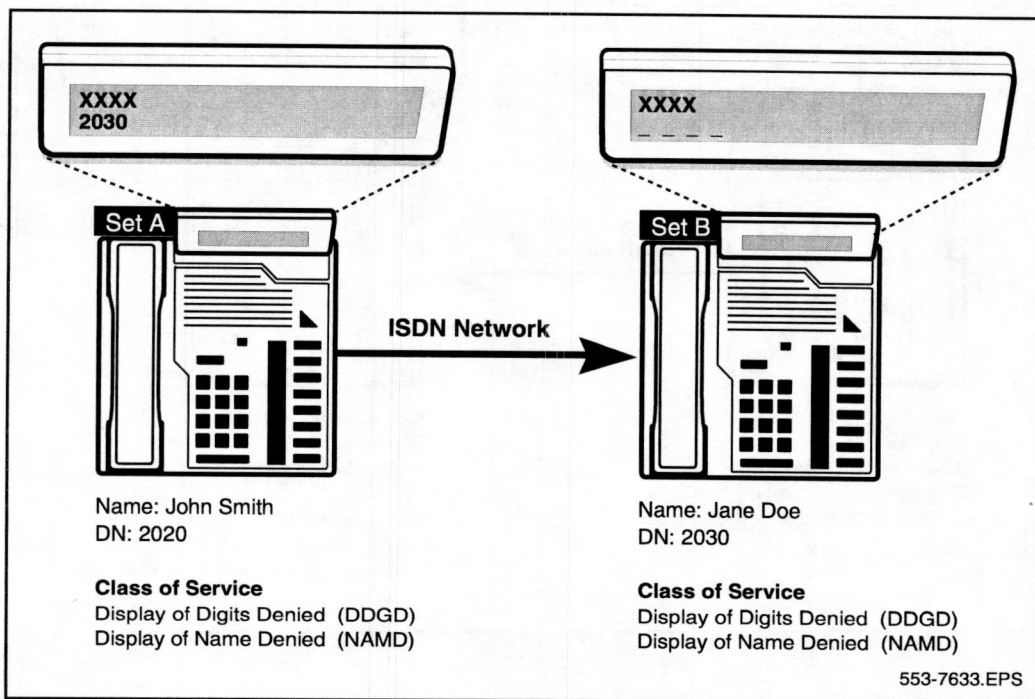 XXXX
2030
XXXX
_ _ _ _
Set A
Set B
ISDN Network
Name: John Smith
DN: 2020
Class of Service
Display of Digits Denied (DDGD)
Display of Name Denied (NAMD)
Name: Jane Doe
DN: 2030
Class of Service
Display of Digits Denied (DDGD)
Display of Name Denied (NAMD)
553-7633.EPS